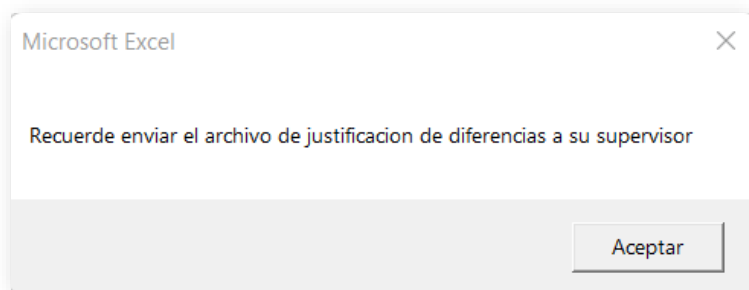 Microsoft Excel
Recuerde enviar el archivo de justificacion de diferencias a su supervisor
Aceptar